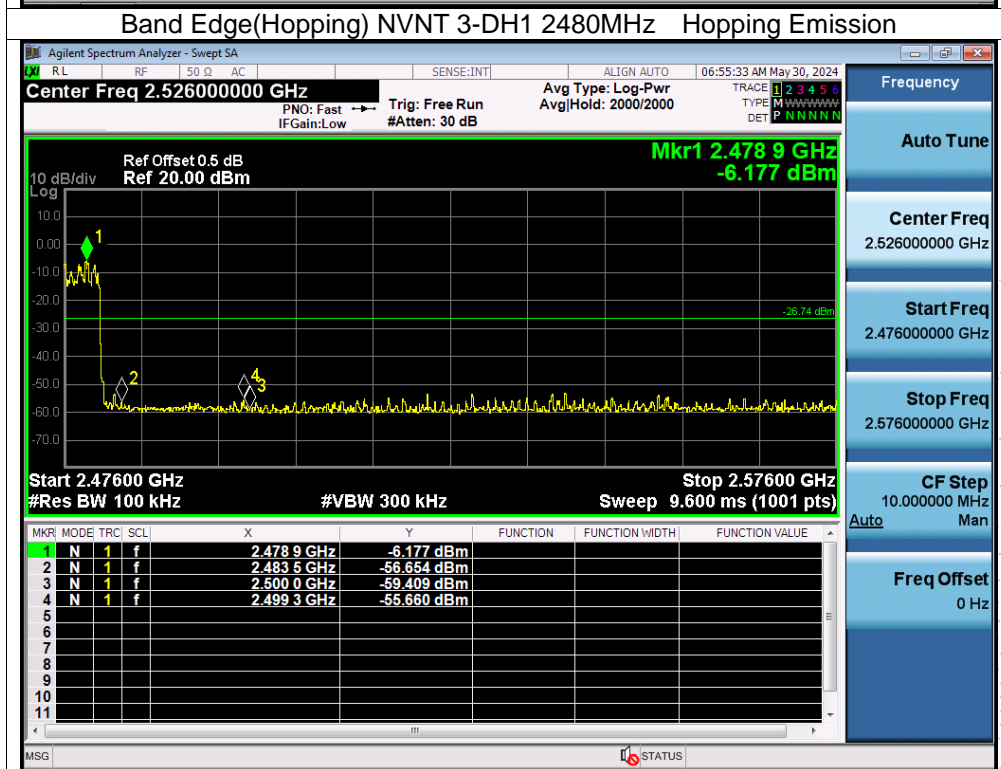 Band Edge(Hopping) NVNT 3-DH1 2480MHz Hopping Emission
Agilent Spectrum Analyzer - Swept SA
LXI RL RF 50 Ω AC SENSE:INT ALIGN AUTO 06:55:33 AM May 30, 2024
Center Freq 2.526000000 GHz
PNO: Fast
IFGain:Low
Trig: Free Run
#Atten: 30 dB
Avg Type: Log-Pwr
Avg|Hold: 2000/2000
TRACE 1 2 3 4 5 6
TYPE M WWWWW
DET P N N N N N
Frequency
Auto Tune
Center Freq
2.526000000 GHz
Start Freq
2.476000000 GHz
Stop Freq
2.576000000 GHz
CF Step
10.000000 MHz
Auto Man
Freq Offset
0 Hz
Mkr1 2.478 9 GHz
-6.177 dBm
Ref Offset 0.5 dB
10 dB/div Ref 20.00 dBm
Log
10.0
0.00
-10.0
-20.0
-30.0
-40.0
-50.0
-60.0
-70.0
1
-26.74 dBm
2
4
3
Start 2.47600 GHz Stop 2.57600 GHz
#Res BW 100 kHz #VBW 300 kHz Sweep 9.600 ms (1001 pts)
MKR MODE TRC SCL X Y FUNCTION FUNCTION WIDTH FUNCTION VALUE
1 N 1 f 2.478 9 GHz -6.177 dBm
2 N 1 f 2.483 5 GHz -56.654 dBm
3 N 1 f 2.500 0 GHz -59.409 dBm
4 N 1 f 2.499 3 GHz -55.660 dBm
5
6
7
8
9
10
11
MSG STATUS